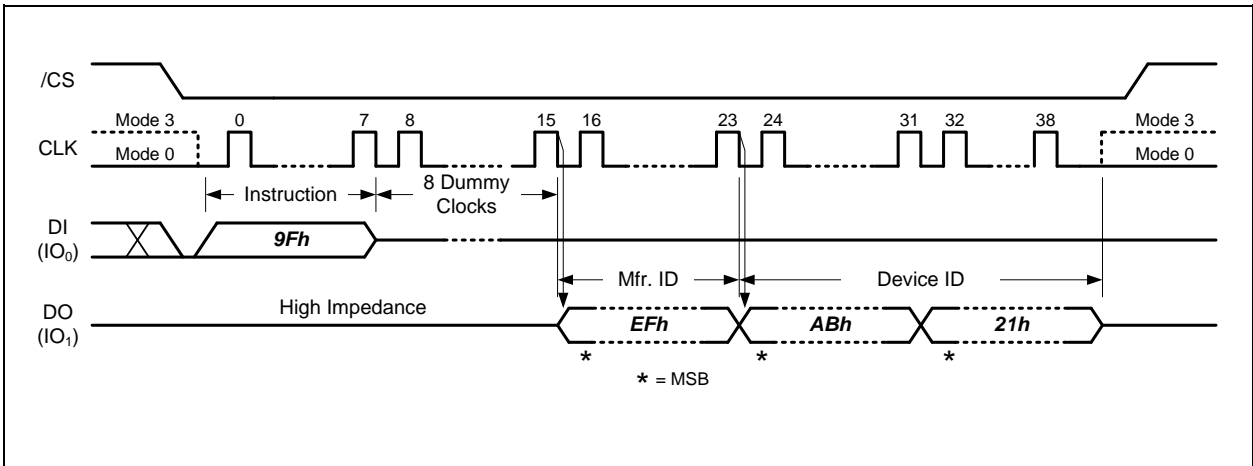 /CS
Mode 3 0 7 8 15 16 23 24 31 32 38 Mode 3
CLK
Mode 0 Mode 0
Instruction
8 Dummy
Clocks
DI
(IO₀)
9Fh
Mfr. ID
Device ID
DO
(IO₁)
High Impedance
EFh
ABh
21h
* * *
* = MSB